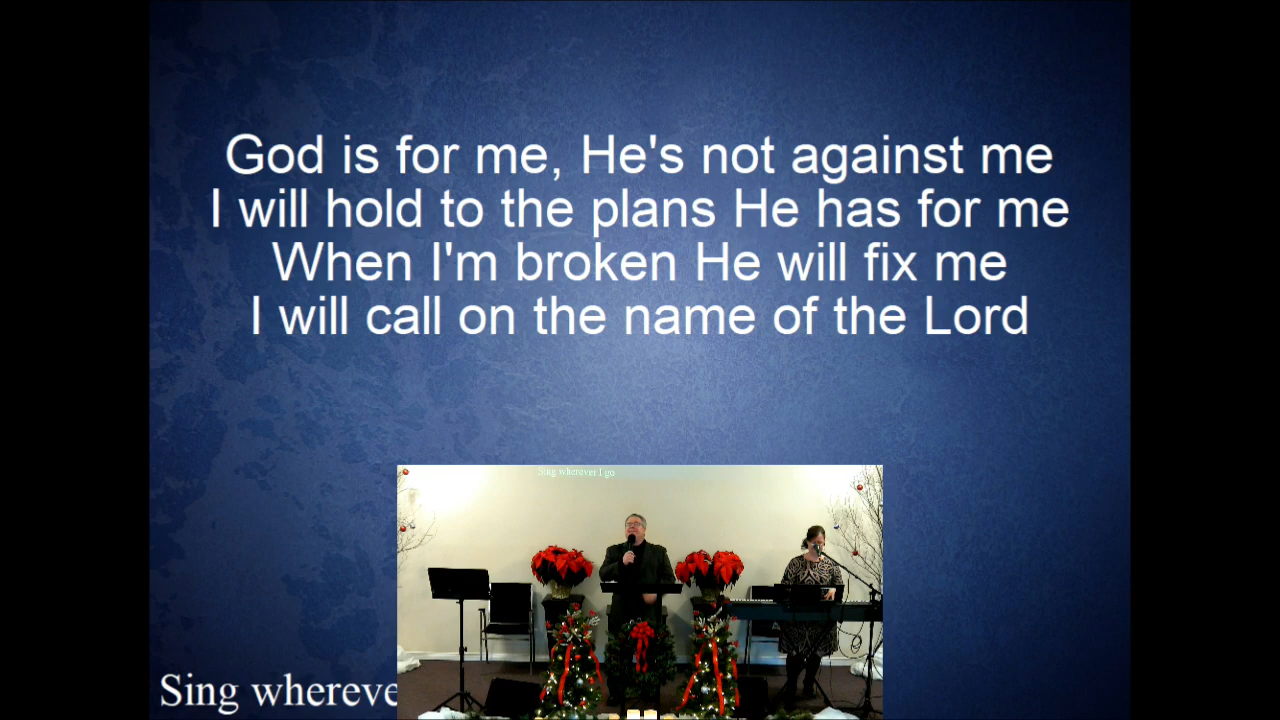 God is for me, He's not against me
I will hold to the plans He has for me
When I'm broken He will fix me
I will call on the name of the Lord
Sing wherever I go
Sing whereve